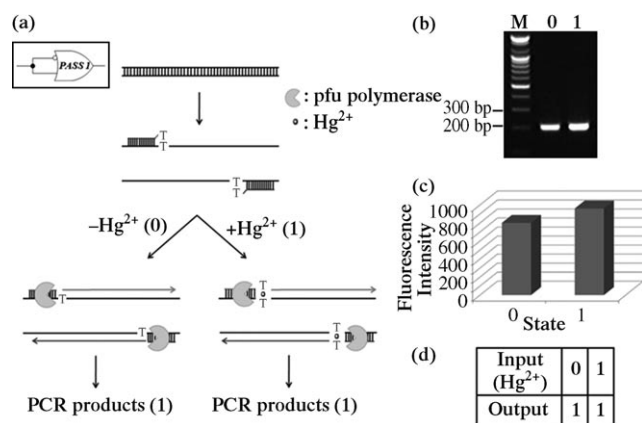 (a)
PASS 1
: pfu polymerase
: Hg²⁺
T
T
T
T
–Hg²⁺ (0)
+Hg²⁺ (1)
T
T
T
T
T
T
PCR products (1)
PCR products (1)
(b)
M 0 1
300 bp
200 bp
(c)
Fluorescence
Intensity
1000
800
600
400
200
0
0 1
State
(d)
Input
(Hg²⁺) 0 1
Output 1 1